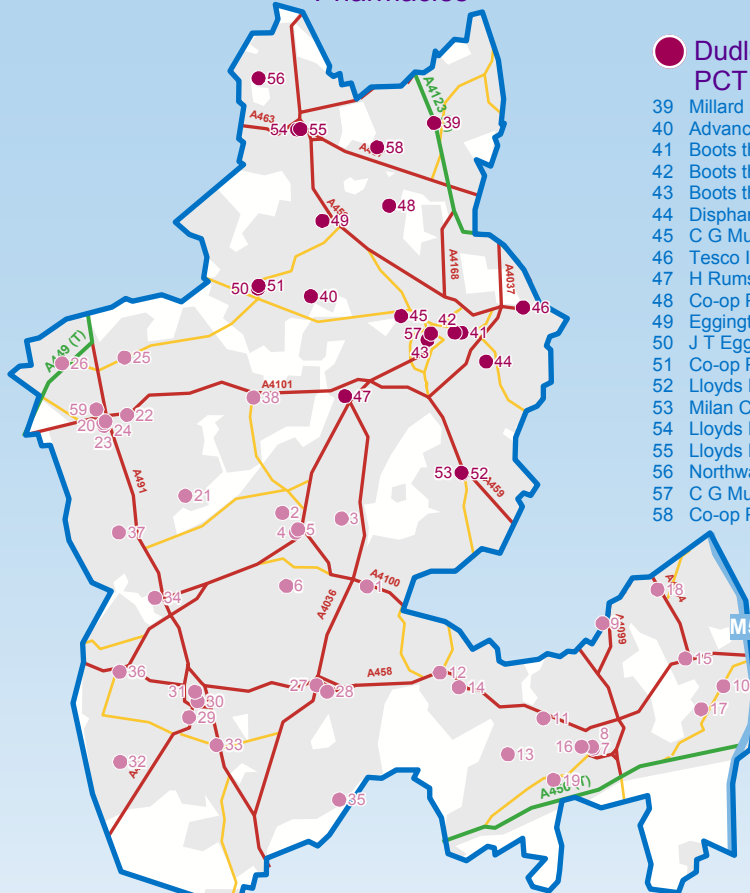 Pharmacies
Dudl
PCT
39 Millard
40 Advanc
41 Boots th
42 Boots th
43 Boots th
44 Disphar
45 C G Mu
46 Tesco I
47 H Rums
48 Co-op F
49 Eggingt
50 J T Egg
51 Co-op F
52 Lloyds
53 Milan C
54 Lloyds
55 Lloyds
56 Northwa
57 C G Mu
58 Co-op F
56
A463
54
55
A4123
39
58
48
49
A4168
A4037
50
51
40
46
45
42
41
57
43
44
A449 (T)
26
25
A4101
38
47
59
22
20
24
23
A491
53
52
A459
21
2
3
4
5
37
6
A4036
A4100
1
34
18
9
A4099
M5
15
36
A458
12
27
28
14
10
31
30
17
29
11
33
8
16
7
13
32
19
A456 (T)
35